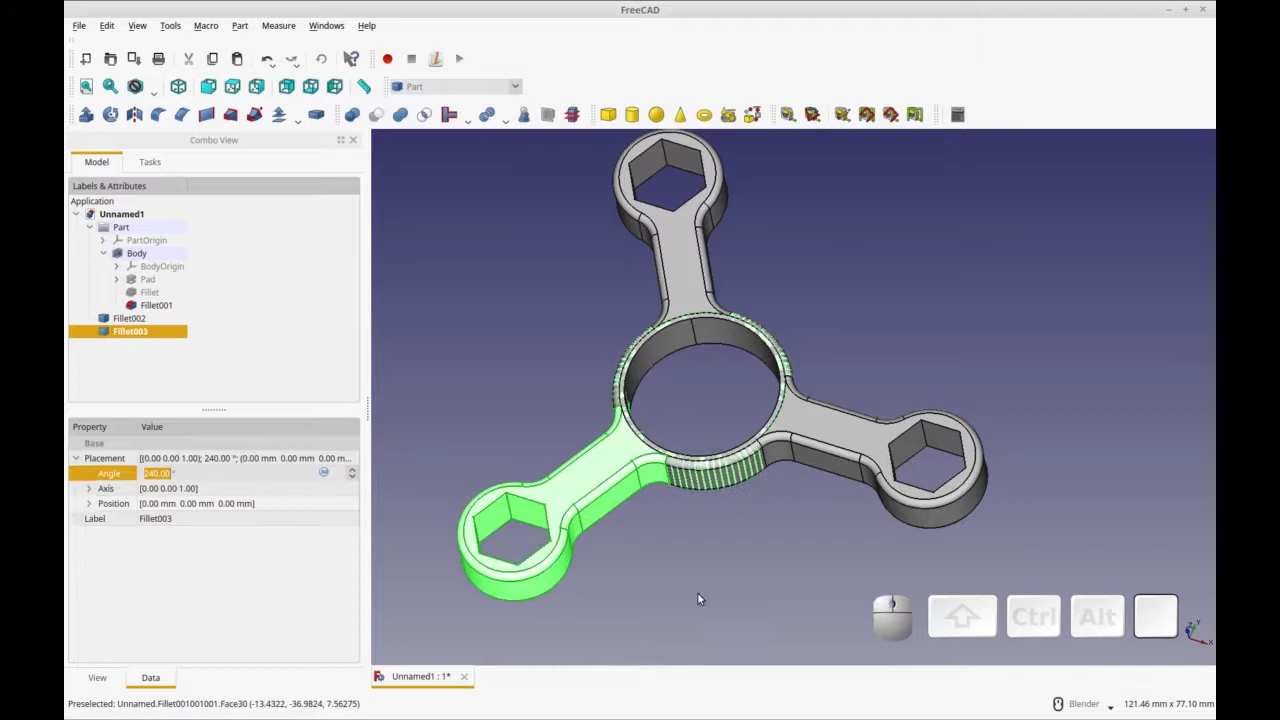 FreeCAD
File Edit View Tools Macro Part Measure Windows Help
Part
Combo View
Model Tasks
Labels & Attributes
Application
Unnamed1
Part
PartOrigin
Body
BodyOrigin
Pad
Fillet
Fillet001
Fillet002
Fillet003
Property Value
Base
Placement [(0.00 0.00 1.00); 240.00 °; (0.00 mm 0.00 mm 0.00 m...
Angle 240.00 °
Axis [0.00 0.00 1.00]
Position [0.00 mm 0.00 mm 0.00 mm]
Label Fillet003
Ctrl Alt
Y
X
View Data
Unnamed1 : 1*
Preselected: Unnamed.Fillet001001001.Face30 (-13.4322, -36.9824, 7.56275) Blender 121.46 mm x 77.10 mm